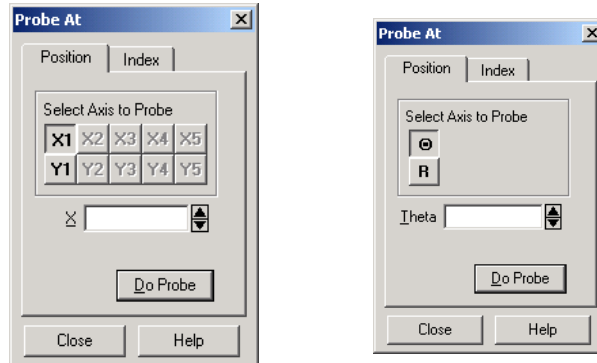 Probe At
Position Index
Select Axis to Probe
X1 X2 X3 X4 X5
Y1 Y2 Y3 Y4 Y5
X
Do Probe
Close Help
Probe At
Position Index
Select Axis to Probe
Θ
R
Theta
Do Probe
Close Help